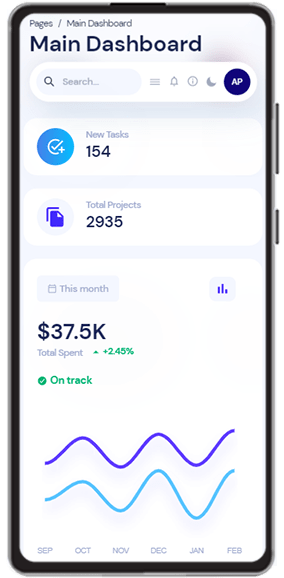 Pages / Main Dashboard
Main Dashboard
Search...
AP
New Tasks
154
Total Projects
2935
This month
$37.5K
Total Spent +2.45%
On track
SEP OCT NOV DEC JAN FEB